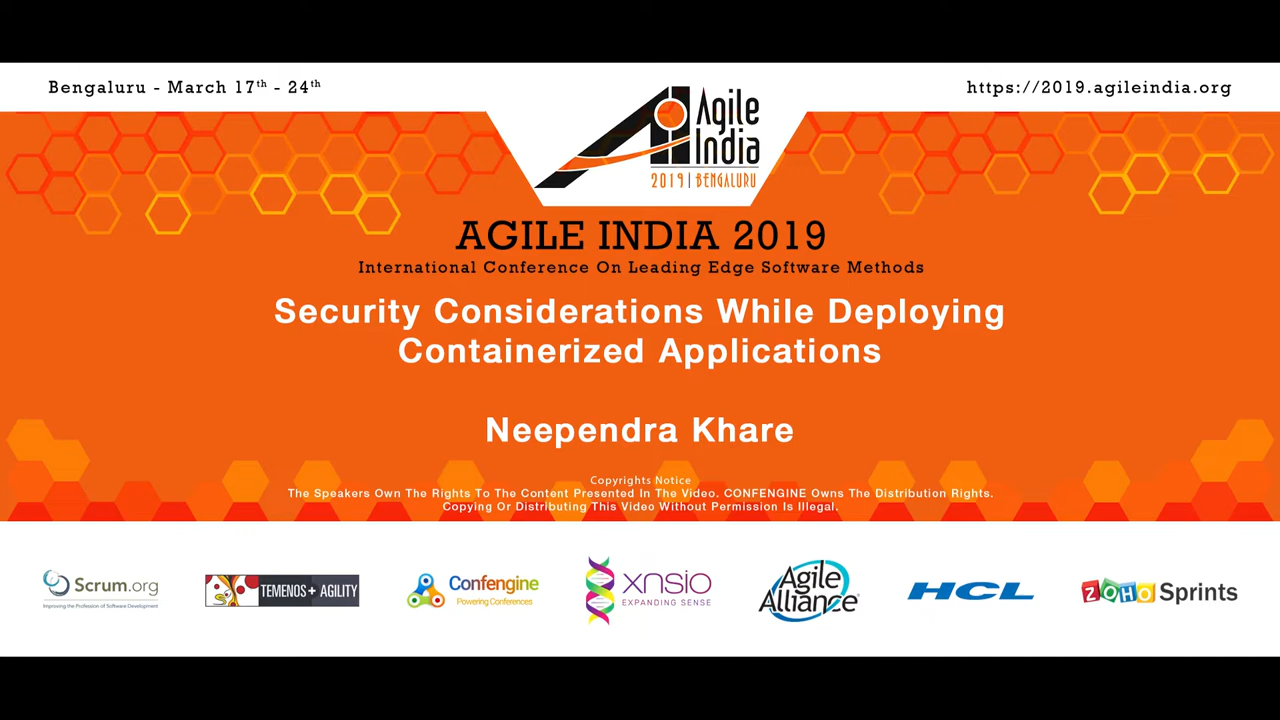 Bengaluru - March 17th - 24th
https://2019.agileindia.org
Agile
India
2019 | BENGALURU
AGILE INDIA 2019
International Conference On Leading Edge Software Methods
Security Considerations While Deploying
Containerized Applications
Neependra Khare
Copyrights Notice
The Speakers Own The Rights To The Content Presented In The Video. CONFENGINE Owns The Distribution Rights.
Copying Or Distributing This Video Without Permission Is Illegal.
Scrum.org
Improving the Profession of Software Development
TEMENOS+AGILITY
Confengine
Powering Conferences
xnsio
EXPANDING SENSE
Agile
Alliance
HCL
ZOHO Sprints